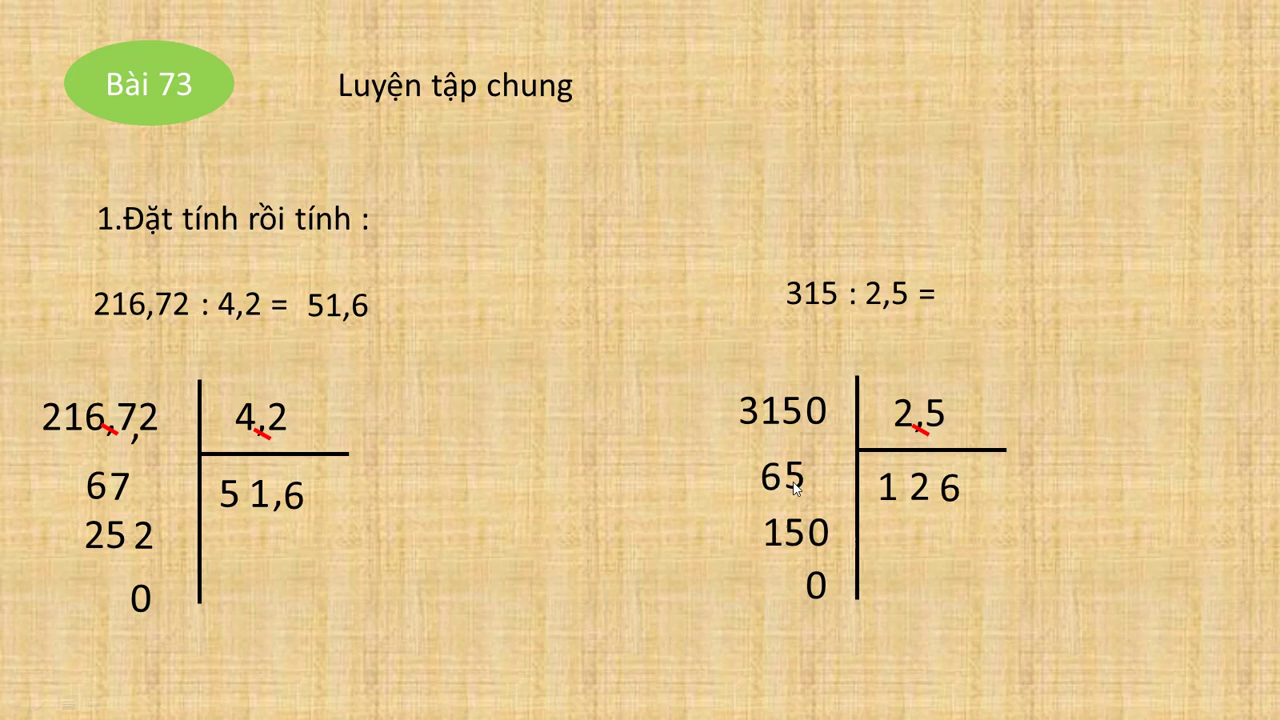 Bài 73
Luyện tập chung
1.Đặt tính rồi tính :
216,72 : 4,2 = 51,6
216,72, 4,2
67 5 1,6
25 2
0
315 : 2,5 =
3150 2,5
65 1 2 6
150
0